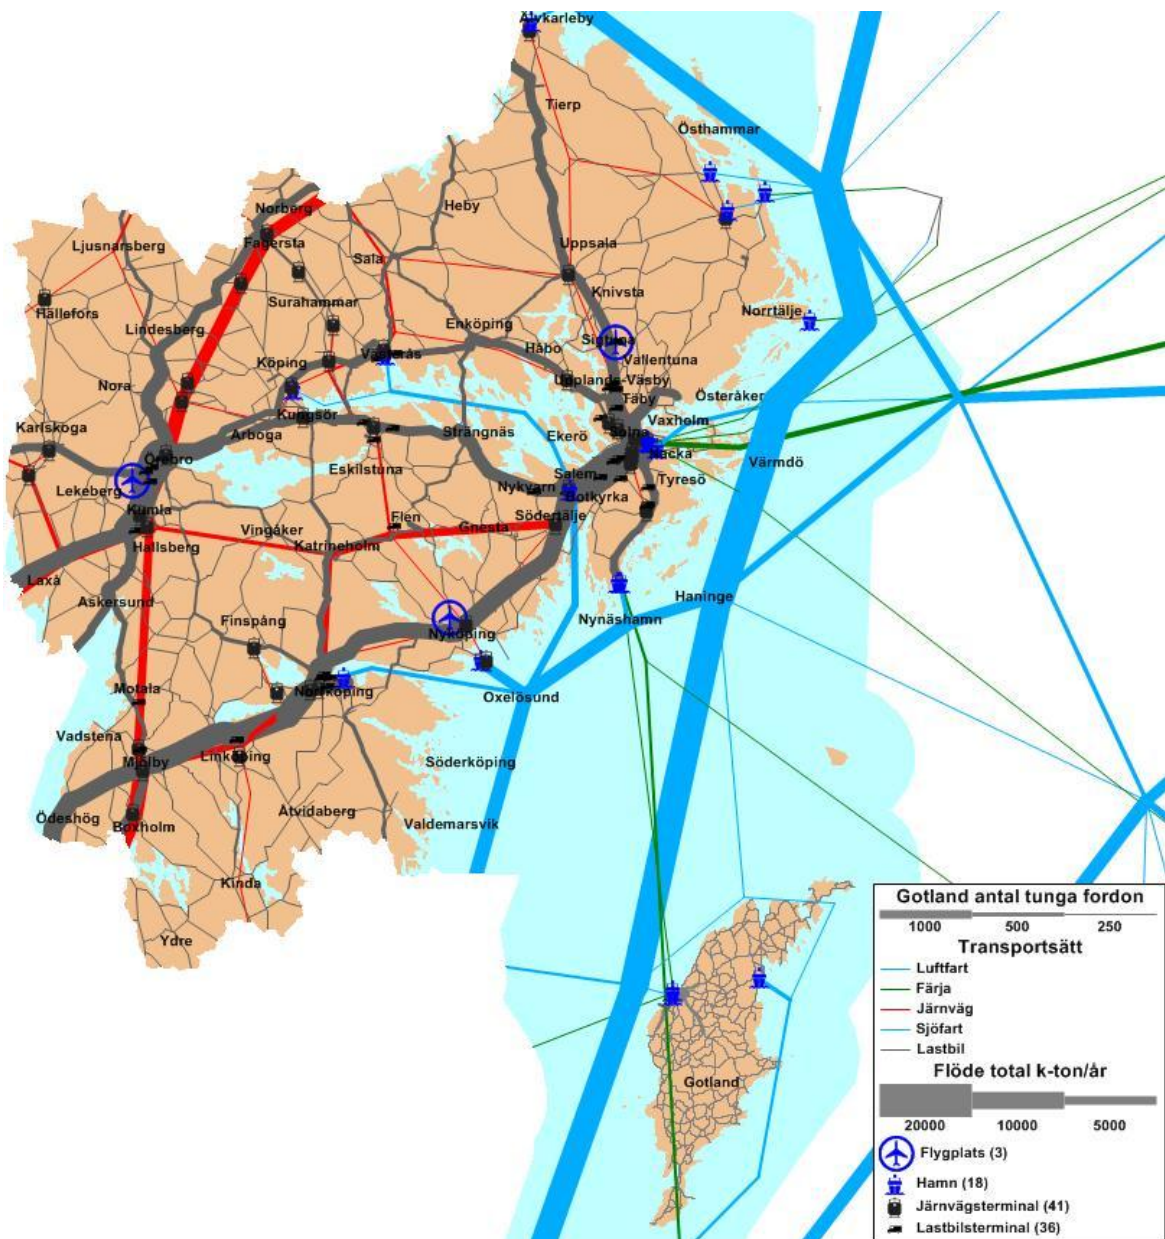 Älvkarleby
Tierp
Östhammar
Norberg
Heby
Ljusnarsberg
Fagersta
Sala
Uppsala
Knivsta
Hällefors
Surahammar
Norrtälje
Lindesberg
Enköping
Sigtuna
Håbo
Västerås
Vallentuna
Köping
Upplands-Väsby
Nora
Täby
Österåker
Kungsör
Vaxholm
Karlskoga
Arboga
Strängnäs
Ekerö
Solna
Nacka
Örebro
Värmdö
Eskilstuna
Salem
Tyresö
Lekeberg
Nykvarn
Botkyrka
Kumla
Flen
Södertälje
Vingåker
Gnesta
Hallsberg
Katrineholm
Laxå
Haninge
Askersund
Finspång
Nynäshamn
Nyköping
Motala
Norrköping
Oxelösund
Vadstena
Linköping
Mjölby
Söderköping
Ödeshög
Åtvidaberg
Boxholm
Valdemarsvik
Kinda
Ydre
Gotland
Gotland antal tunga fordon
1000 500 250
Transportsätt
Luftfart
Färja
Järnväg
Sjöfart
Lastbil
Flöde total k-ton/år
20000 10000 5000
Flygplats (3)
Hamn (18)
Järnvägsterminal (41)
Lastbilsterminal (36)